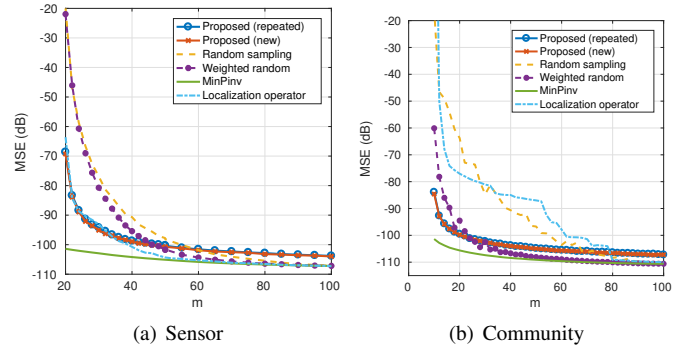 -20
-30
-40
-50
-60
-70
-80
-90
-100
-110
MSE (dB)
20
40
60
80
100
m
Proposed (repeated)
Proposed (new)
Random sampling
Weighted random
MinPinv
Localization operator
(a) Sensor
-20
-30
-40
-50
-60
-70
-80
-90
-100
-110
MSE (dB)
0
20
40
60
80
100
m
Proposed (repeated)
Proposed (new)
Random sampling
Weighted random
MinPinv
Localization operator
(b) Community